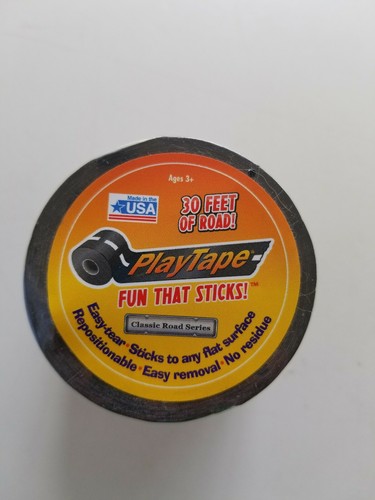 Ages 3+
Made in the
USA
30 FEET
OF ROAD!
PlayTape®
FUN THAT STICKS!™
Classic Road Series
Easy-tear • Sticks to any flat surface
Repositionable • Easy removal • No residue